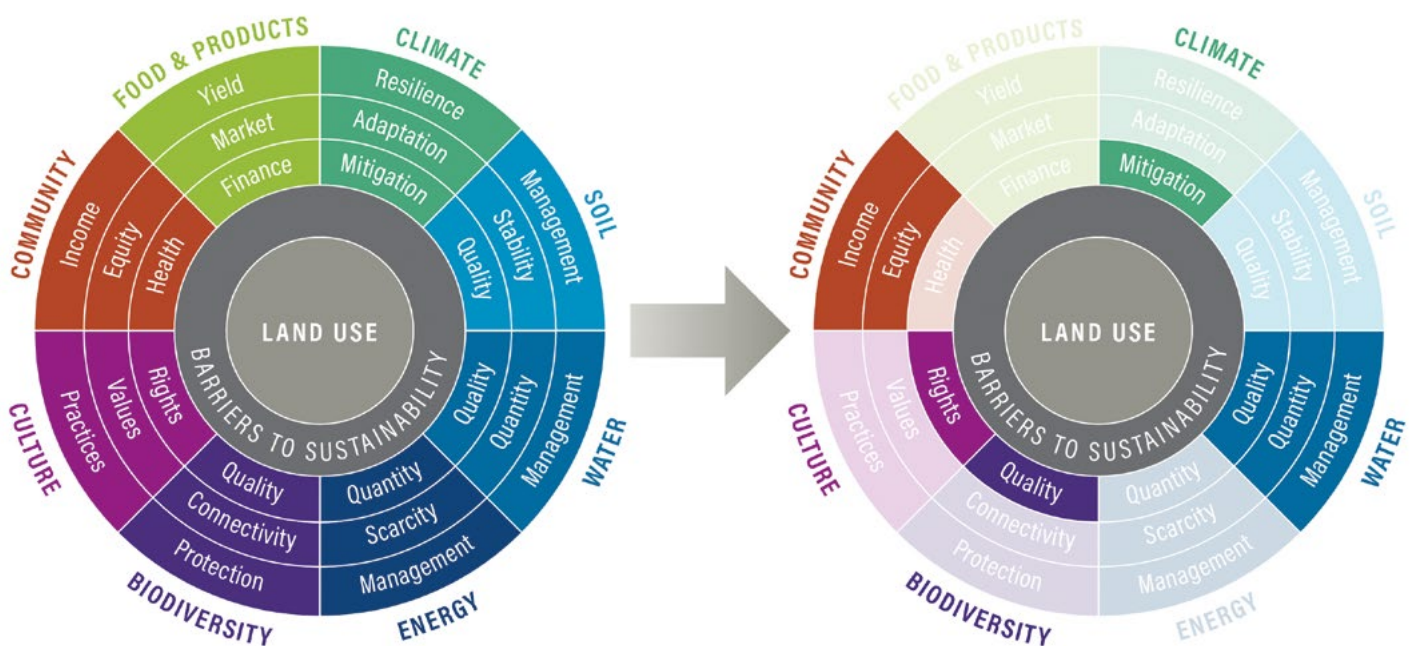 FOOD & PRODUCTS
Yield
Market
Finance
CLIMATE
Resilience
Adaptation
Mitigation
SOIL
Management
Stability
Quality
WATER
Quality
Quantity
Management
ENERGY
Quantity
Scarcity
Management
BIODIVERSITY
Quality
Connectivity
Protection
CULTURE
Rights
Values
Practices
COMMUNITY
Income
Equity
Health
LAND USE
BARRIERS TO SUSTAINABILITY
FOOD & PRODUCTS
Yield
Market
Finance
CLIMATE
Resilience
Adaptation
Mitigation
SOIL
Management
Stability
Quality
WATER
Quality
Quantity
Management
ENERGY
Quantity
Scarcity
Management
BIODIVERSITY
Quality
Connectivity
Protection
CULTURE
Rights
Values
Practices
COMMUNITY
Income
Equity
Health
LAND USE
BARRIERS TO SUSTAINABILITY